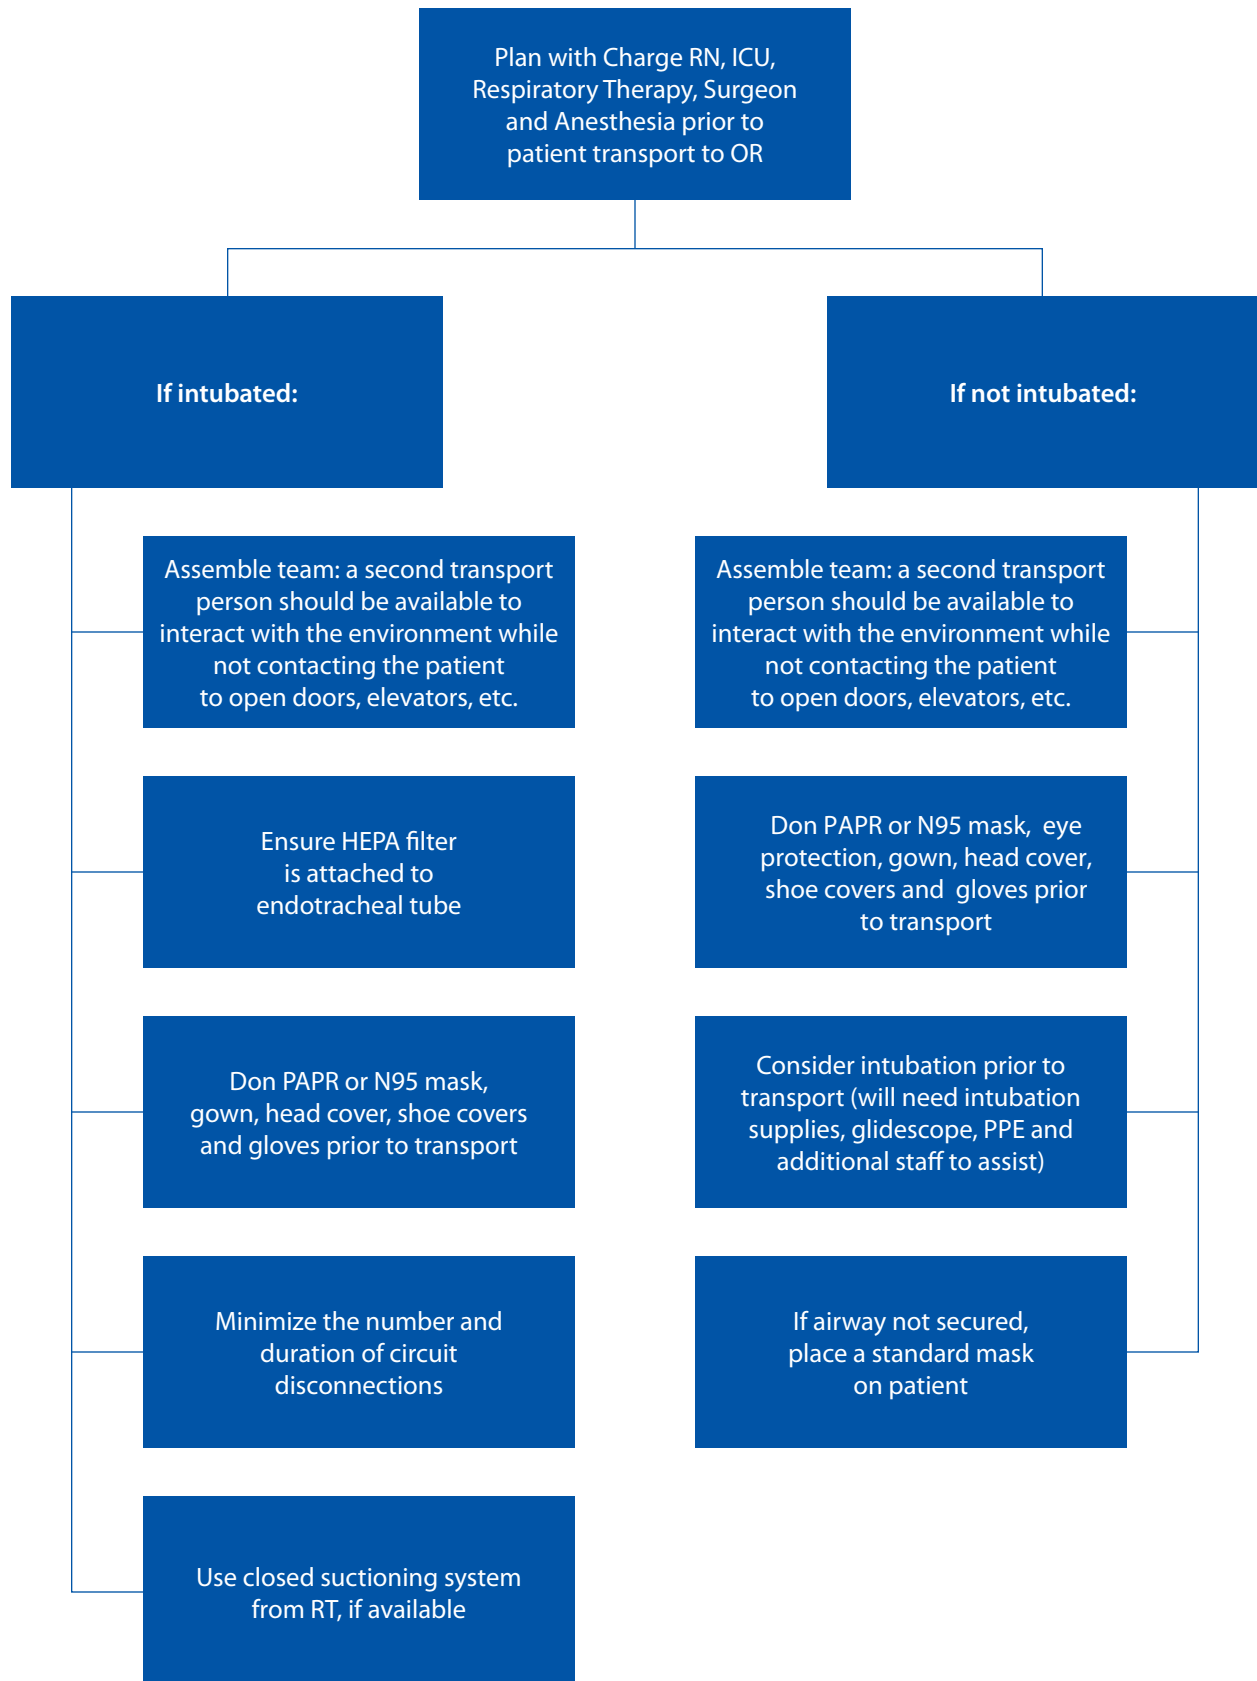 Plan with Charge RN, ICU,
Respiratory Therapy, Surgeon
and Anesthesia prior to
patient transport to OR
If intubated:
Assemble team: a second transport
person should be available to
interact with the environment while
not contacting the patient
to open doors, elevators, etc.
Ensure HEPA filter
is attached to
endotracheal tube
Don PAPR or N95 mask,
gown, head cover, shoe covers
and gloves prior to transport
Minimize the number and
duration of circuit
disconnections
Use closed suctioning system
from RT, if available
If not intubated:
Assemble team: a second transport
person should be available to
interact with the environment while
not contacting the patient
to open doors, elevators, etc.
Don PAPR or N95 mask, eye
protection, gown, head cover,
shoe covers and gloves prior
to transport
Consider intubation prior to
transport (will need intubation
supplies, glidescope, PPE and
additional staff to assist)
If airway not secured,
place a standard mask
on patient